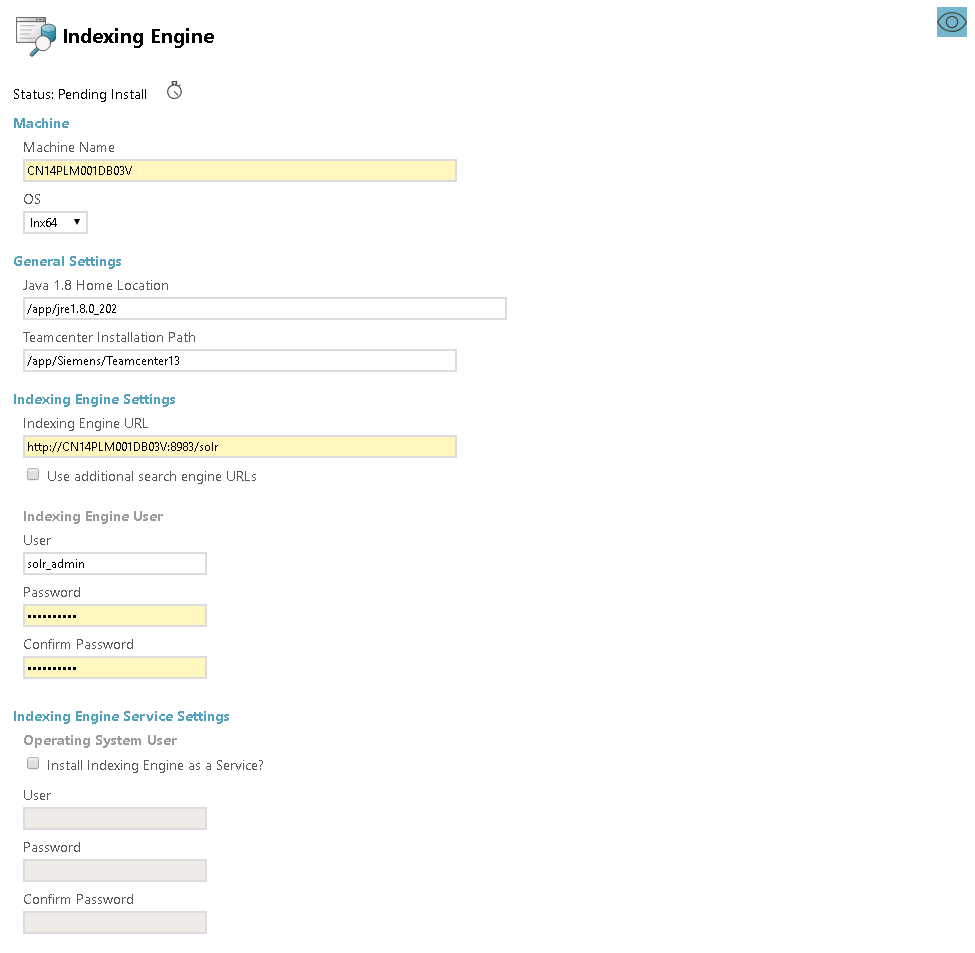 Indexing Engine
Status: Pending Install
Machine
Machine Name
CN14PLM001DB03V
OS
lnx64
General Settings
Java 1.8 Home Location
/app/jre1.8.0_202
Teamcenter Installation Path
/app/Siemens/Teamcenter13
Indexing Engine Settings
Indexing Engine URL
http://CN14PLM001DB03V:8983/solr
Use additional search engine URLs
Indexing Engine User
User
solr_admin
Password
••••••••••
Confirm Password
••••••••••
Indexing Engine Service Settings
Operating System User
Install Indexing Engine as a Service?
User
Password
Confirm Password